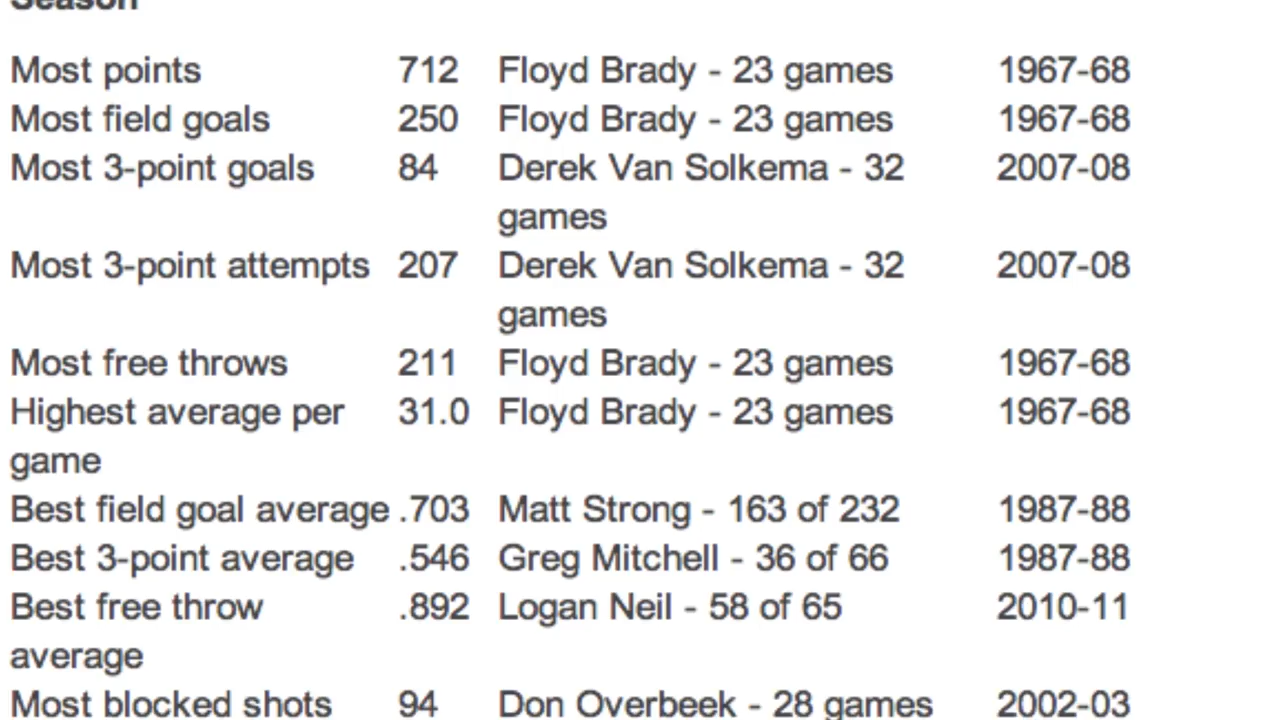 Season
Most points 712 Floyd Brady - 23 games 1967-68
Most field goals 250 Floyd Brady - 23 games 1967-68
Most 3-point goals 84 Derek Van Solkema - 32 2007-08
games
Most 3-point attempts 207 Derek Van Solkema - 32 2007-08
games
Most free throws 211 Floyd Brady - 23 games 1967-68
Highest average per 31.0 Floyd Brady - 23 games 1967-68
game
Best field goal average .703 Matt Strong - 163 of 232 1987-88
Best 3-point average .546 Greg Mitchell - 36 of 66 1987-88
Best free throw .892 Logan Neil - 58 of 65 2010-11
average
Most blocked shots 94 Don Overbeek - 28 games 2002-03